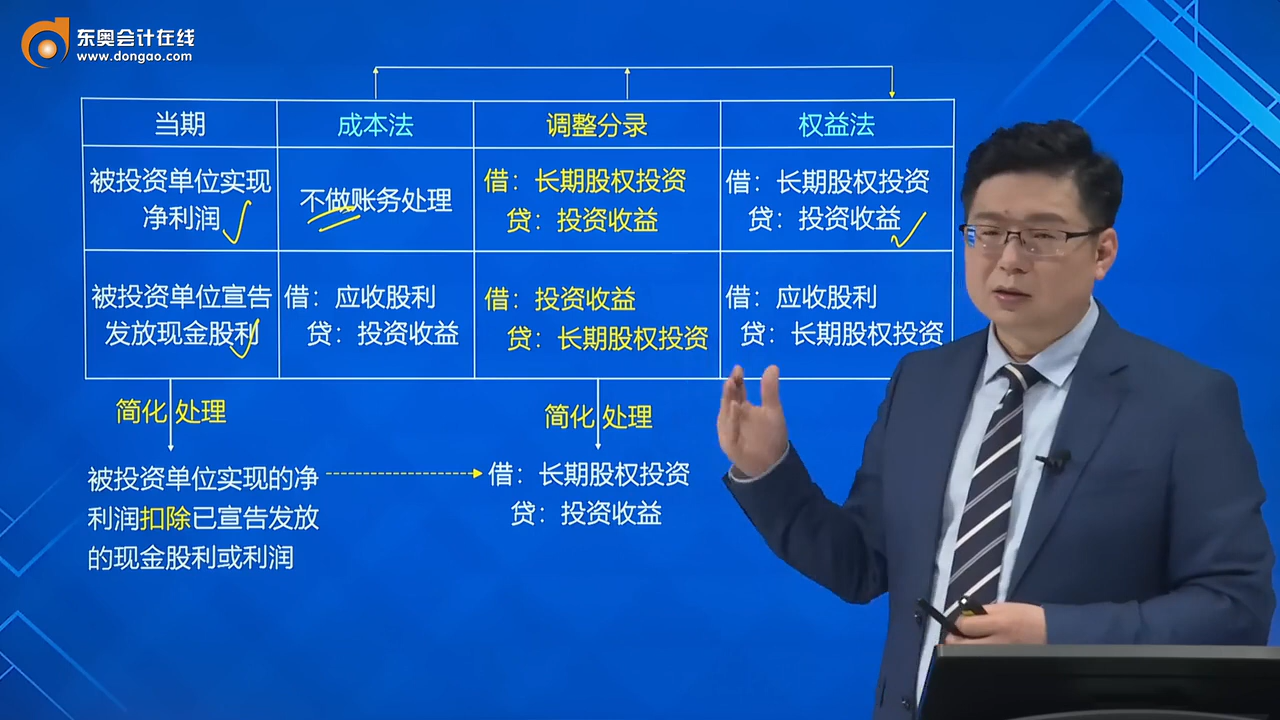 东奥会计在线
www.dongao.com
当期
成本法
调整分录
权益法
被投资单位实现
净利润
不做账务处理
借：长期股权投资
贷：投资收益
借：长期股权投资
贷：投资收益
被投资单位宣告
发放现金股利
借：应收股利
贷：投资收益
借：投资收益
贷：长期股权投资
借：应收股利
贷：长期股权投资
简化处理
简化处理
被投资单位实现的净
利润扣除已宣告发放
的现金股利或利润
借：长期股权投资
贷：投资收益